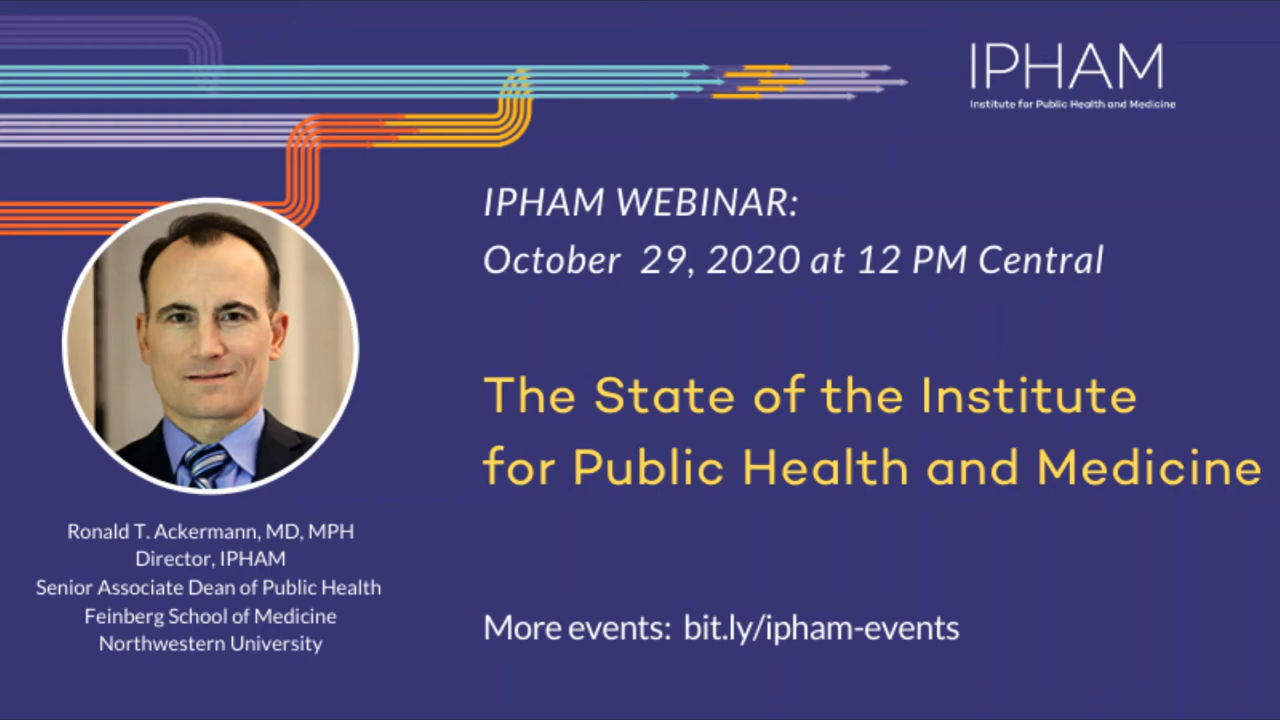 IPHAM
Institute for Public Health and Medicine
IPHAM WEBINAR:
October 29, 2020 at 12 PM Central
The State of the Institute
for Public Health and Medicine
Ronald T. Ackermann, MD, MPH
Director, IPHAM
Senior Associate Dean of Public Health
Feinberg School of Medicine
Northwestern University
More events: bit.ly/ipham-events